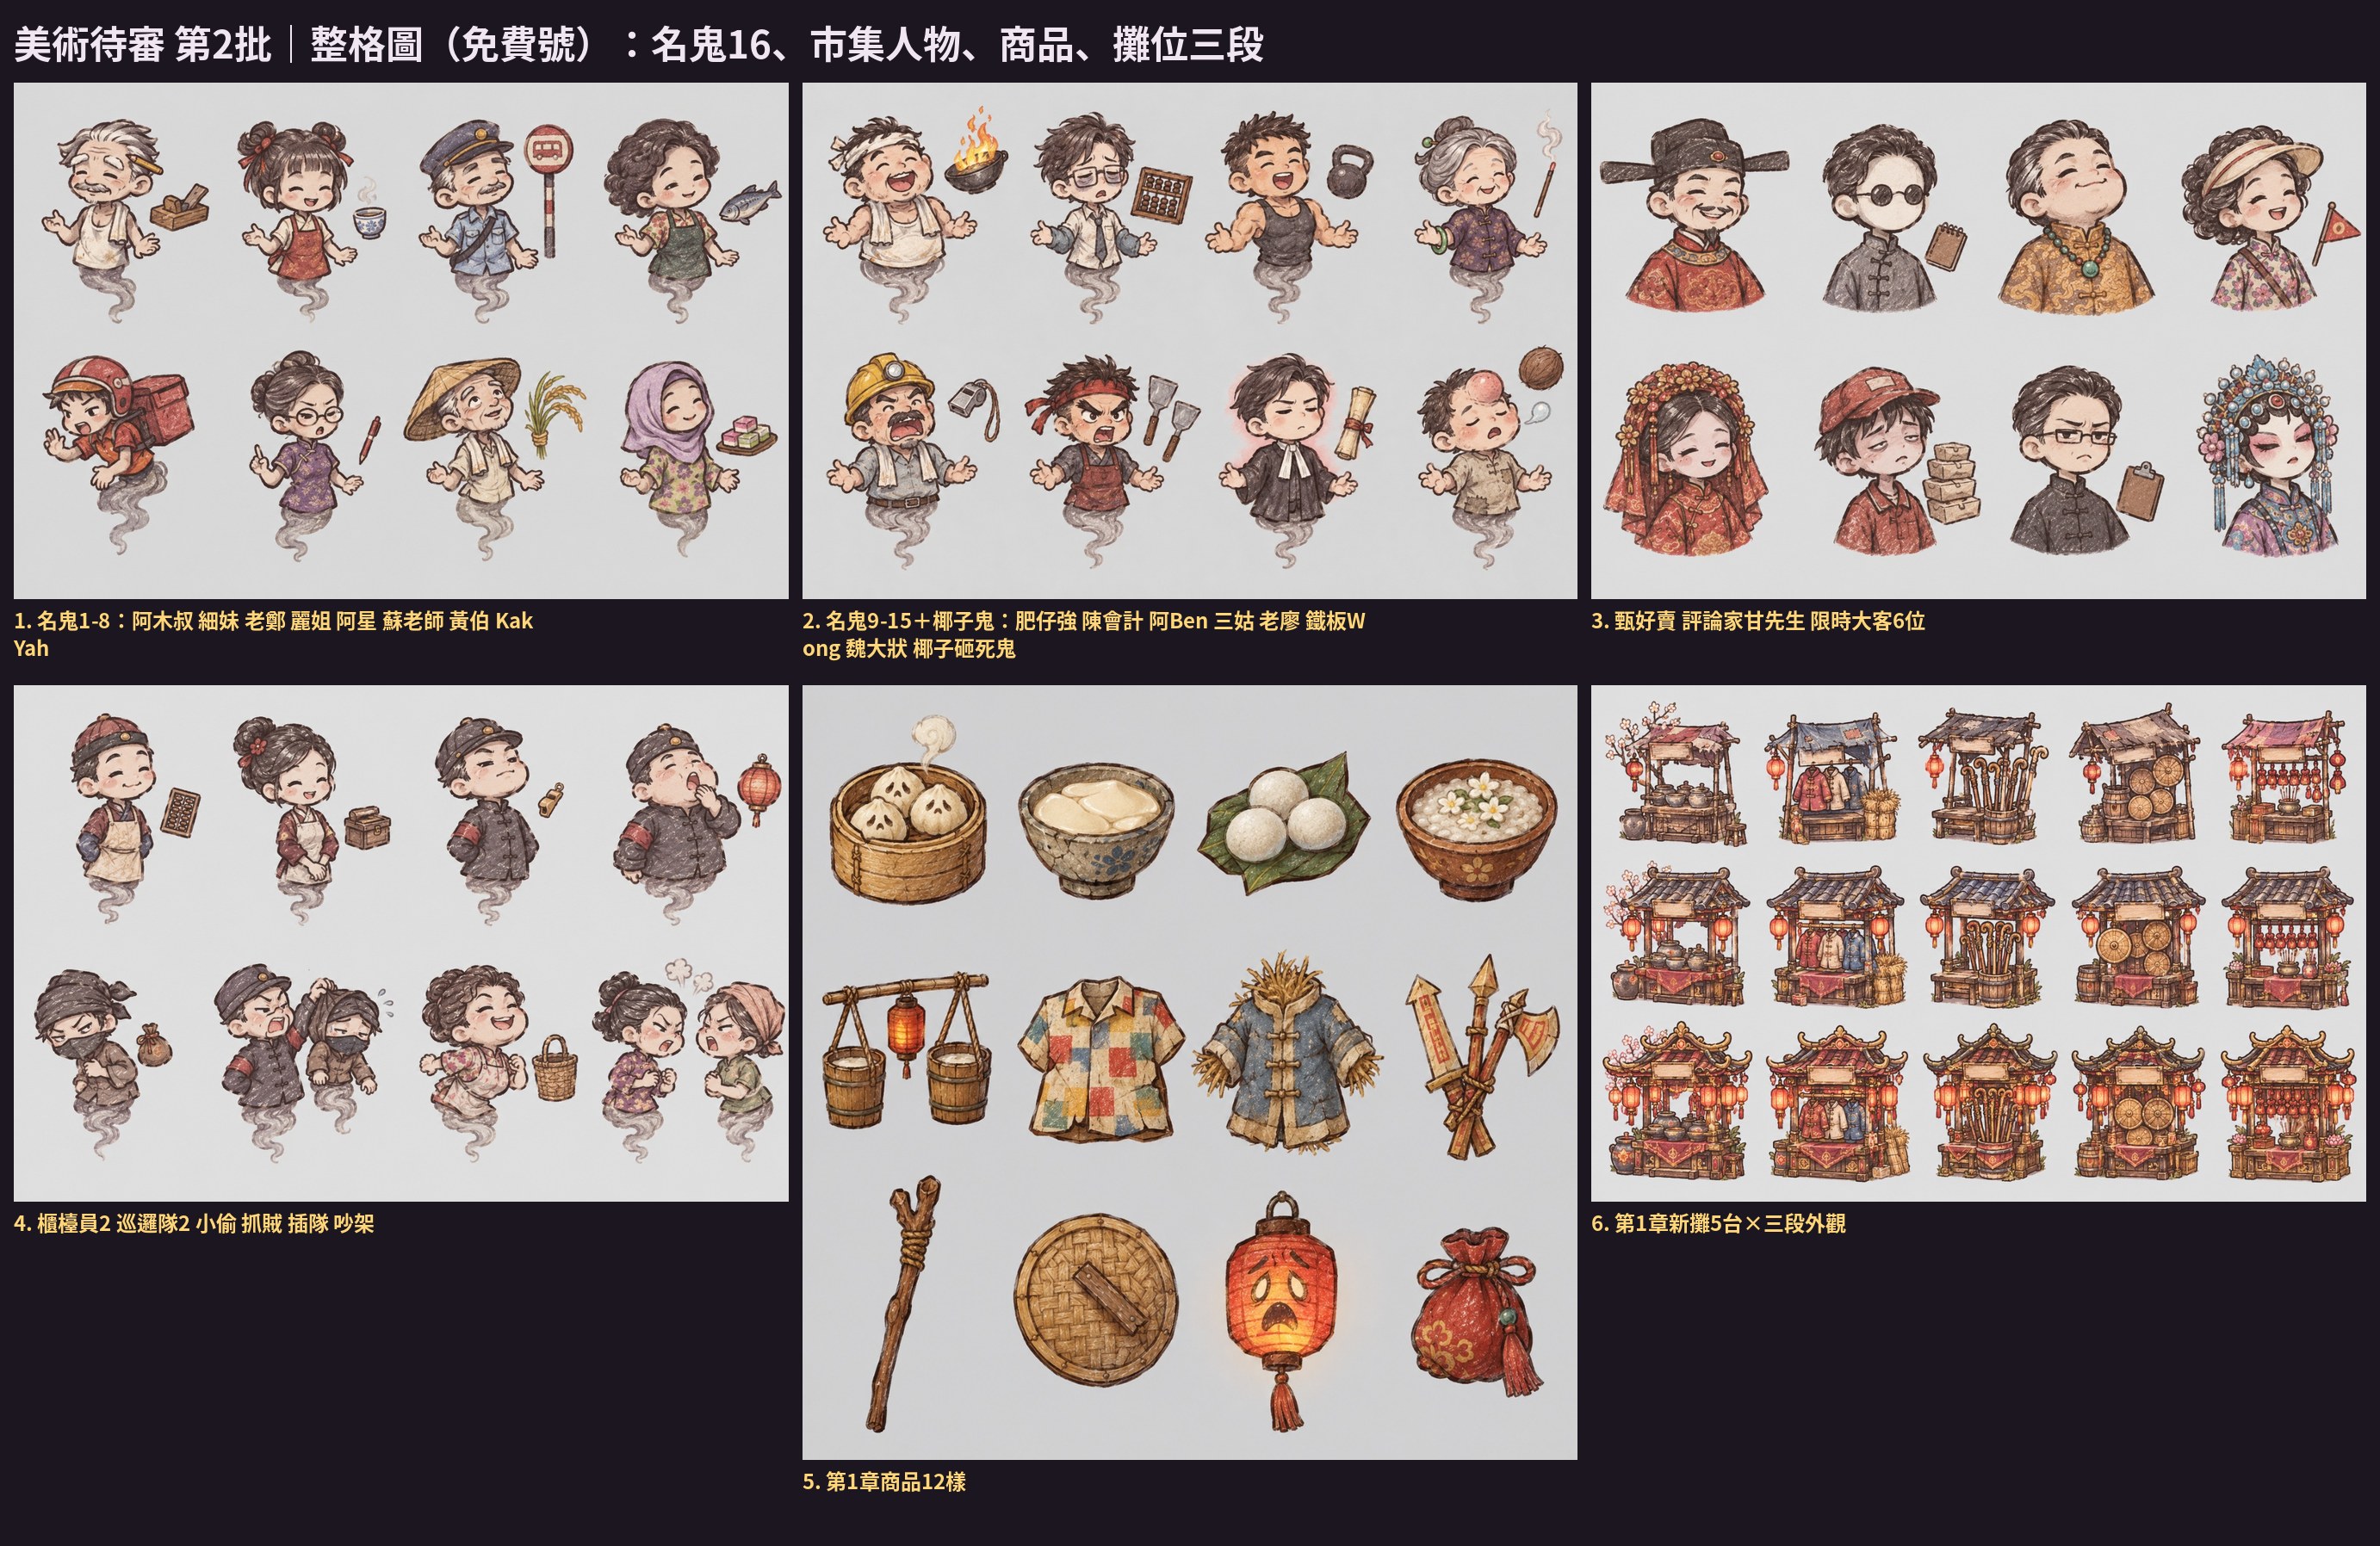 美術待審 第2批｜整格圖（免費號）：名鬼16、市集人物、商品、攤位三段
1. 名鬼1-8：阿木叔 細妹 老鄭 麗姐 阿星 蘇老師 黃伯 Kak
Yah
2. 名鬼9-15＋椰子鬼：肥仔強 陳會計 阿Ben 三姑 老廖 鐵板W
ong 魏大狀 椰子砸死鬼
3. 甄好賣 評論家甘先生 限時大客6位
4. 櫃檯員2 巡邏隊2 小偷 抓賊 插隊 吵架
5. 第1章商品12樣
6. 第1章新攤5台×三段外觀